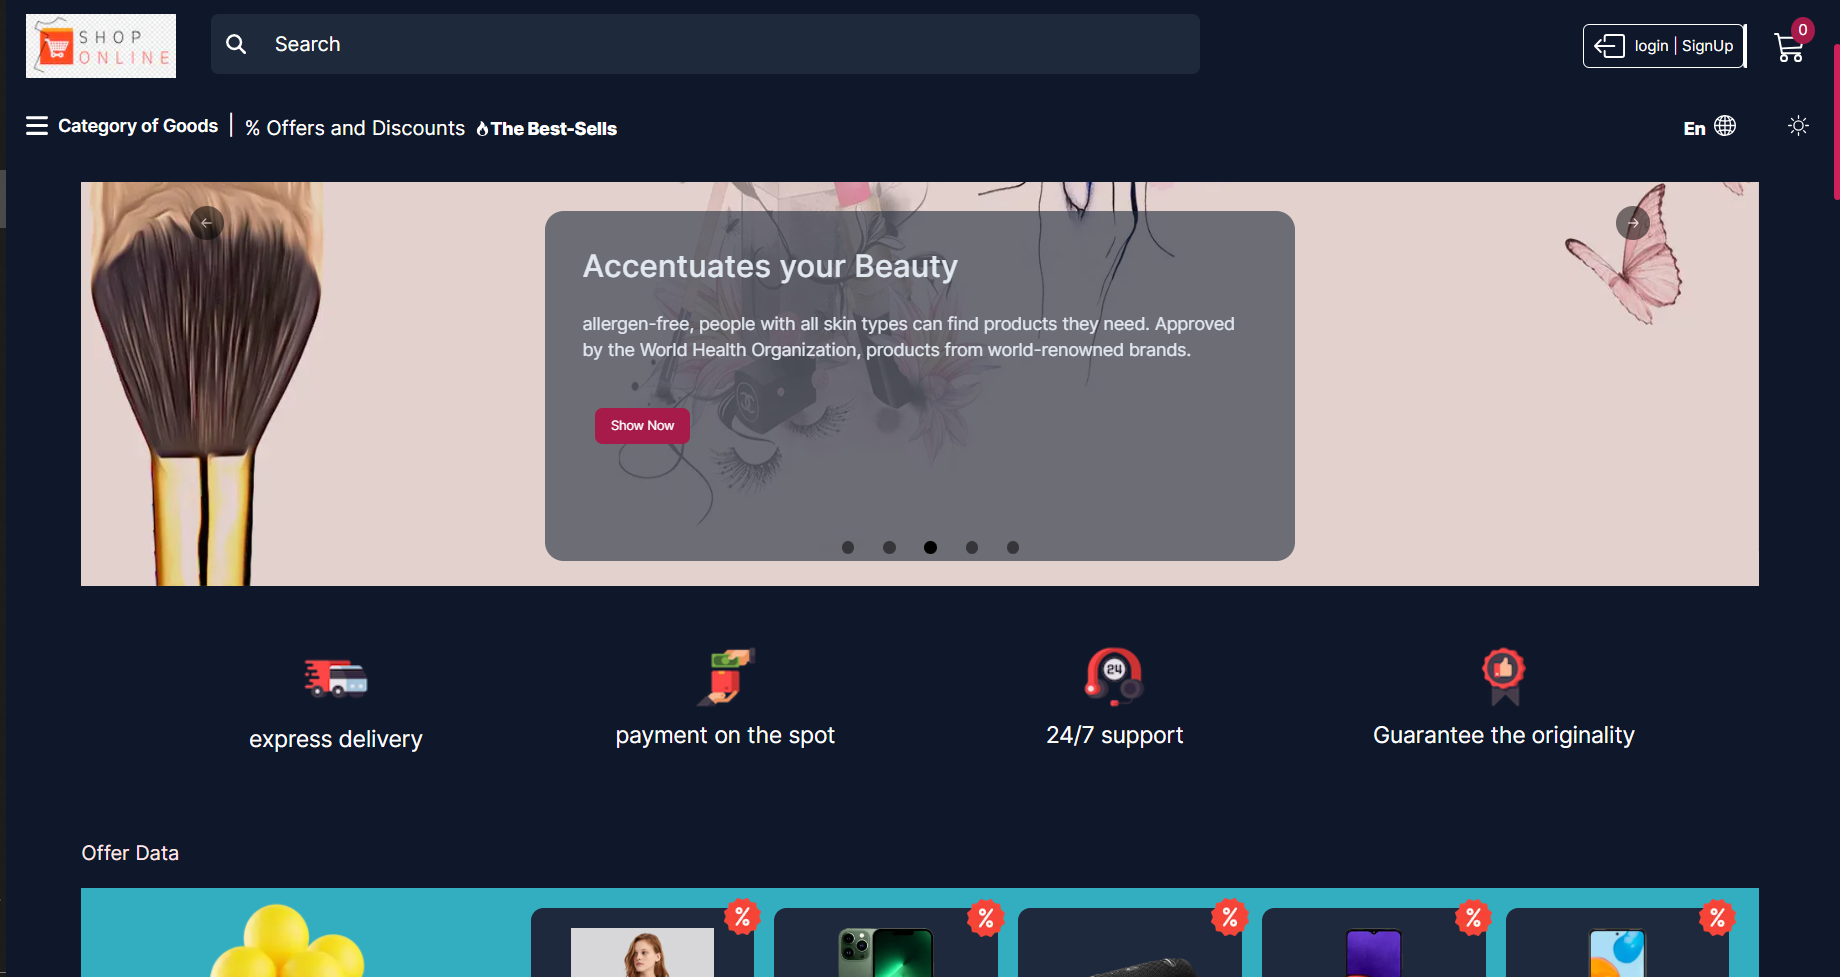 SHOP
ONLINE
Search
login | SignUp
0
Category of Goods | % Offers and Discounts The Best-Sells
En
Accentuates your Beauty
allergen-free, people with all skin types can find products they need. Approved
by the World Health Organization, products from world-renowned brands.
Show Now
24
express delivery
payment on the spot
24/7 support
Guarantee the originality
Offer Data
% % % % %